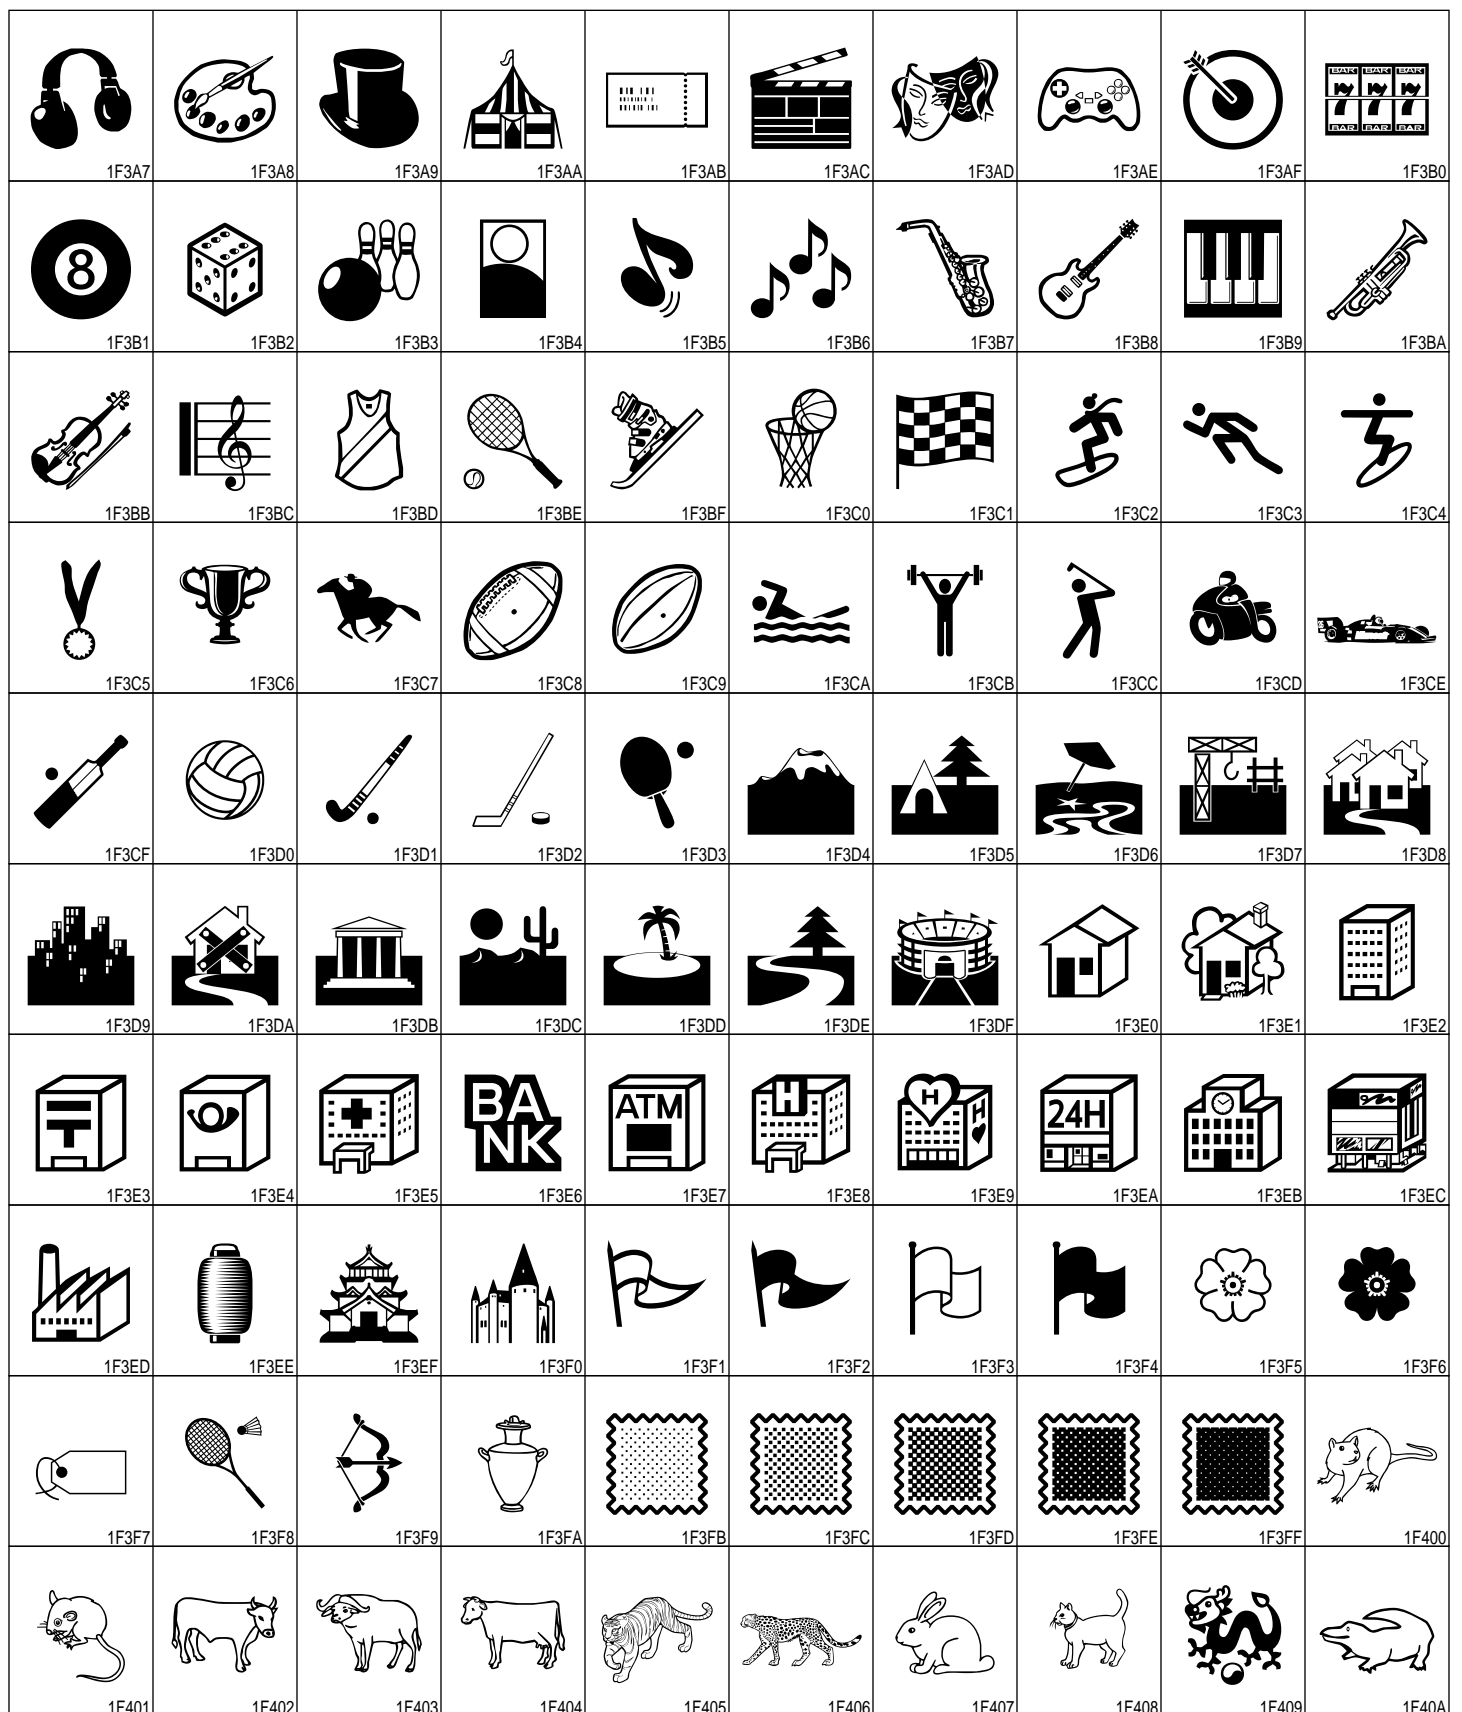 BAR BAR BAR
7 7 7
BAR BAR BAR
1F3A7 1F3A8 1F3A9 1F3AA 1F3AB 1F3AC 1F3AD 1F3AE 1F3AF 1F3B0
8
1F3B1 1F3B2 1F3B3 1F3B4 1F3B5 1F3B6 1F3B7 1F3B8 1F3B9 1F3BA
1F3BB 1F3BC 1F3BD 1F3BE 1F3BF 1F3C0 1F3C1 1F3C2 1F3C3 1F3C4
1F3C5 1F3C6 1F3C7 1F3C8 1F3C9 1F3CA 1F3CB 1F3CC 1F3CD 1F3CE
1F3CF 1F3D0 1F3D1 1F3D2 1F3D3 1F3D4 1F3D5 1F3D6 1F3D7 1F3D8
1F3D9 1F3DA 1F3DB 1F3DC 1F3DD 1F3DE 1F3DF 1F3E0 1F3E1 1F3E2
BA ATM H H H 24H
NK
1F3E3 1F3E4 1F3E5 1F3E6 1F3E7 1F3E8 1F3E9 1F3EA 1F3EB 1F3EC
1F3ED 1F3EE 1F3EF 1F3F0 1F3F1 1F3F2 1F3F3 1F3F4 1F3F5 1F3F6
1F3F7 1F3F8 1F3F9 1F3FA 1F3FB 1F3FC 1F3FD 1F3FE 1F3FF 1F400
1F401 1F402 1F403 1F404 1F405 1F406 1F407 1F408 1F409 1F40A